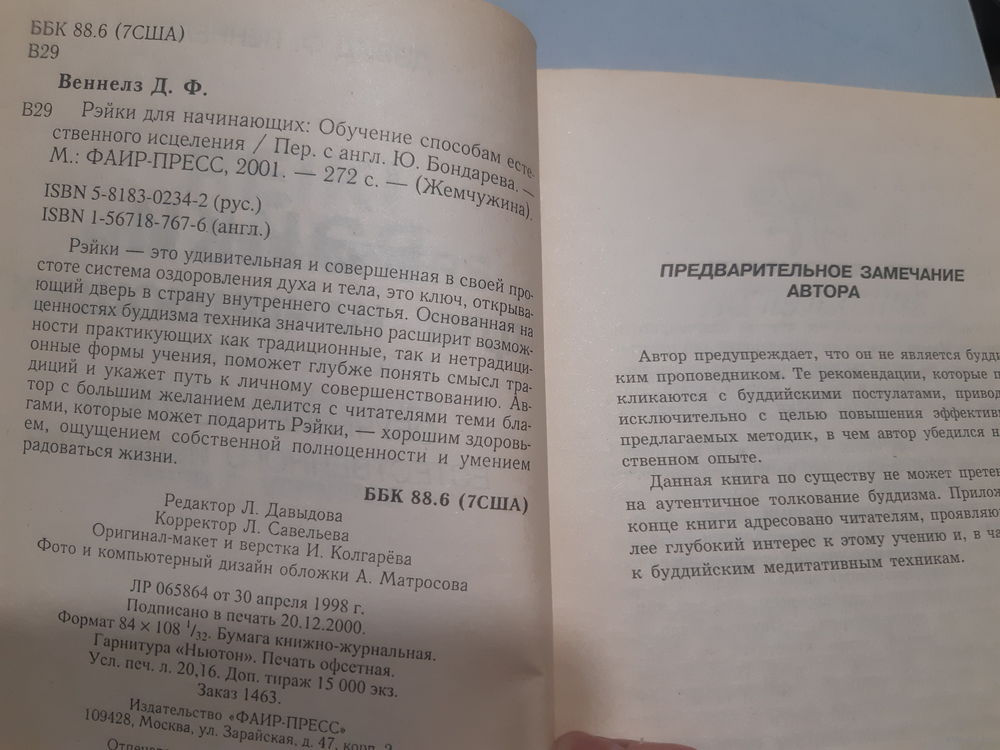 ББК 88.6 (7США)
В29
Веннелз Д. Ф.
В29 Рэйки для начинающих: Обучение способам есте-
ственного исцеления / Пер. с англ. Ю. Бондарева. —
М.: ФАИР-ПРЕСС, 2001. — 272 с. — (Жемчужина).
ISBN 5-8183-0234-2 (рус.)
ISBN 1-56718-767-6 (англ.)
Рэйки — это удивительная и совершенная в своей про-
стоте система оздоровления духа и тела, это ключ, открыва-
ющий дверь в страну внутреннего счастья. Основанная на
ценностях буддизма техника значительно расширит возмож-
ности практикующих как традиционные, так и нетрадици-
онные формы учения, поможет глубже понять смысл тра-
диций и укажет путь к личному совершенствованию. Ав-
тор с большим желанием делится с читателями теми бла-
гами, которые может подарить Рэйки, — хорошим здоровь-
ем, ощущением собственной полноценности и умением
радоваться жизни.
ББК 88.6 (7США)
Редактор Л. Давыдова
Корректор Л. Савельева
Оригинал-макет и верстка И. Колгарёва
Фото и компьютерный дизайн обложки А. Матросова
ЛР 065864 от 30 апреля 1998 г.
Подписано в печать 20.12.2000.
Формат 84 × 108 1/32. Бумага книжно-журнальная.
Гарнитура «Ньютон». Печать офсетная.
Усл. печ. л. 20,16. Доп. тираж 15 000 экз.
Заказ 1463.
Издательство «ФАИР-ПРЕСС»
109428, Москва, ул. Зарайская, д. 47, корп. 2
ПРЕДВАРИТЕЛЬНОЕ ЗАМЕЧАНИЕ
АВТОРА
Автор предупреждает, что он не является будди
ким проповедником. Те рекомендации, которые п
кликаются с буддийскими постулатами, привод
исключительно с целью повышения эффектив
предлагаемых методик, в чем автор убедился н
ственном опыте.
Данная книга по существу не может претен
на аутентичное толкование буддизма. Прилож
конце книги адресовано читателям, проявляю
лее глубокий интерес к этому учению и, в ча
к буддийским медитативным техникам.